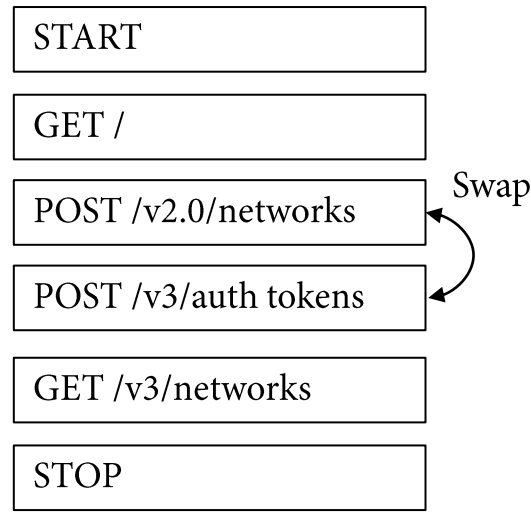 START
GET /
Swap
POST /v2.0/networks
POST /v3/auth tokens
GET /v3/networks
STOP